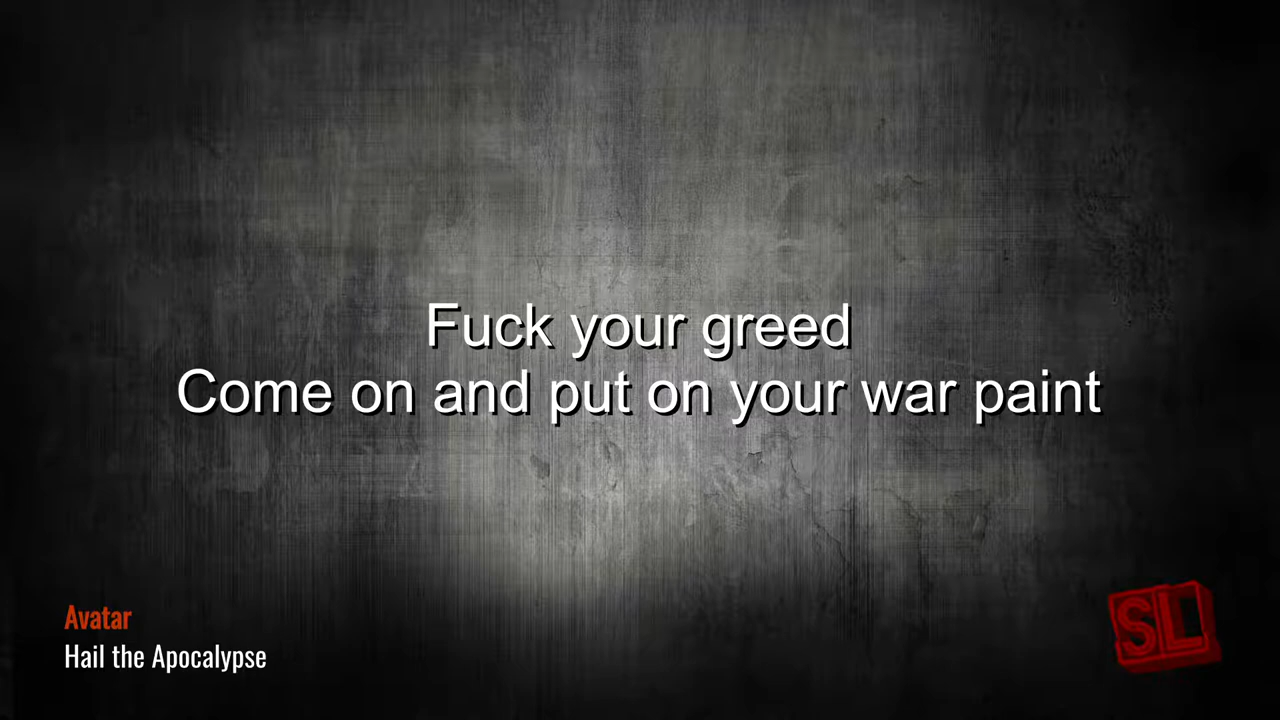 Fuck your greed
Come on and put on your war paint
Avatar
Hail the Apocalypse
SL